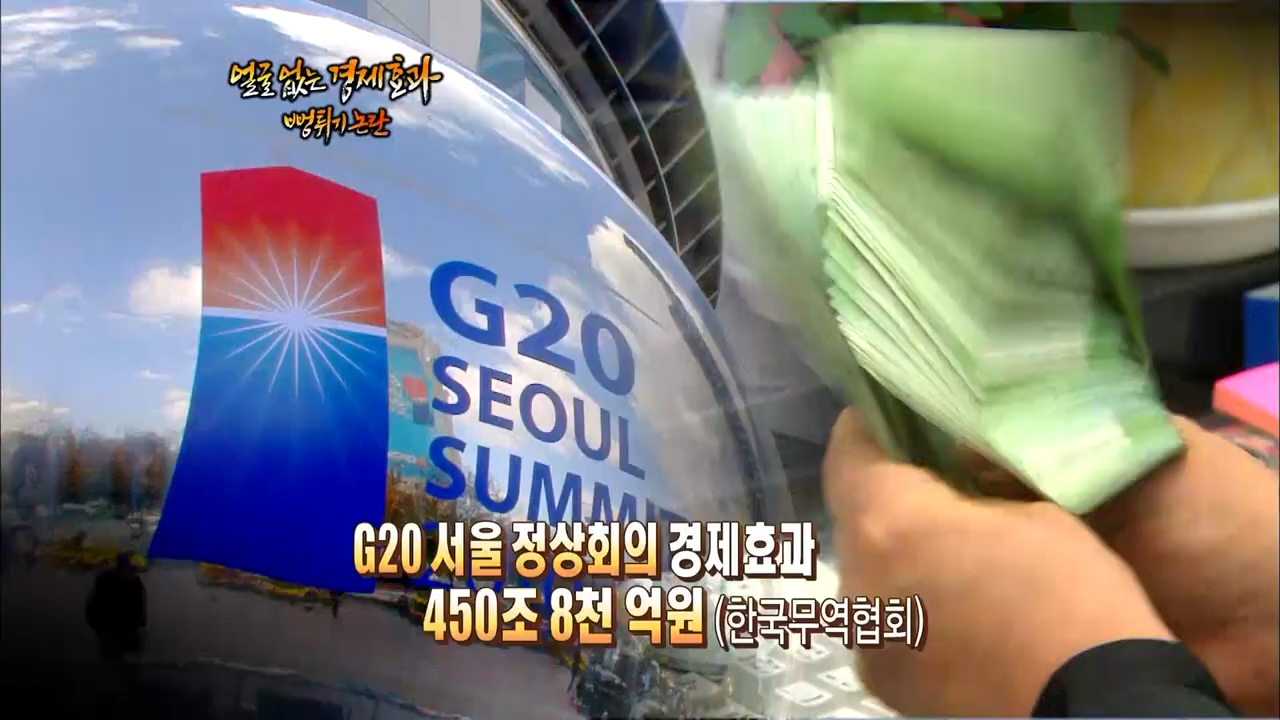 얼굴 없는 경제효과
뻥튀기 논란
G20
SEOUL
SUMMIT
G20 서울 정상회의 경제효과
450조 8천 억원 (한국무역협회)